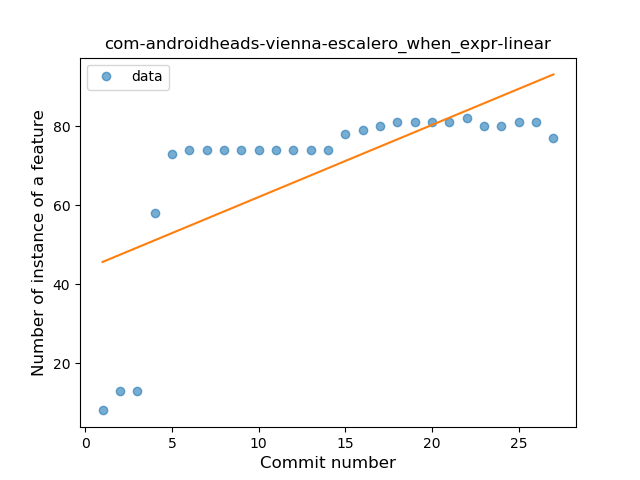 com-androidheads-vienna-escalero_when_expr-linear
data
Number of instance of a feature
80
60
40
20
0
5
10
15
20
25
Commit number